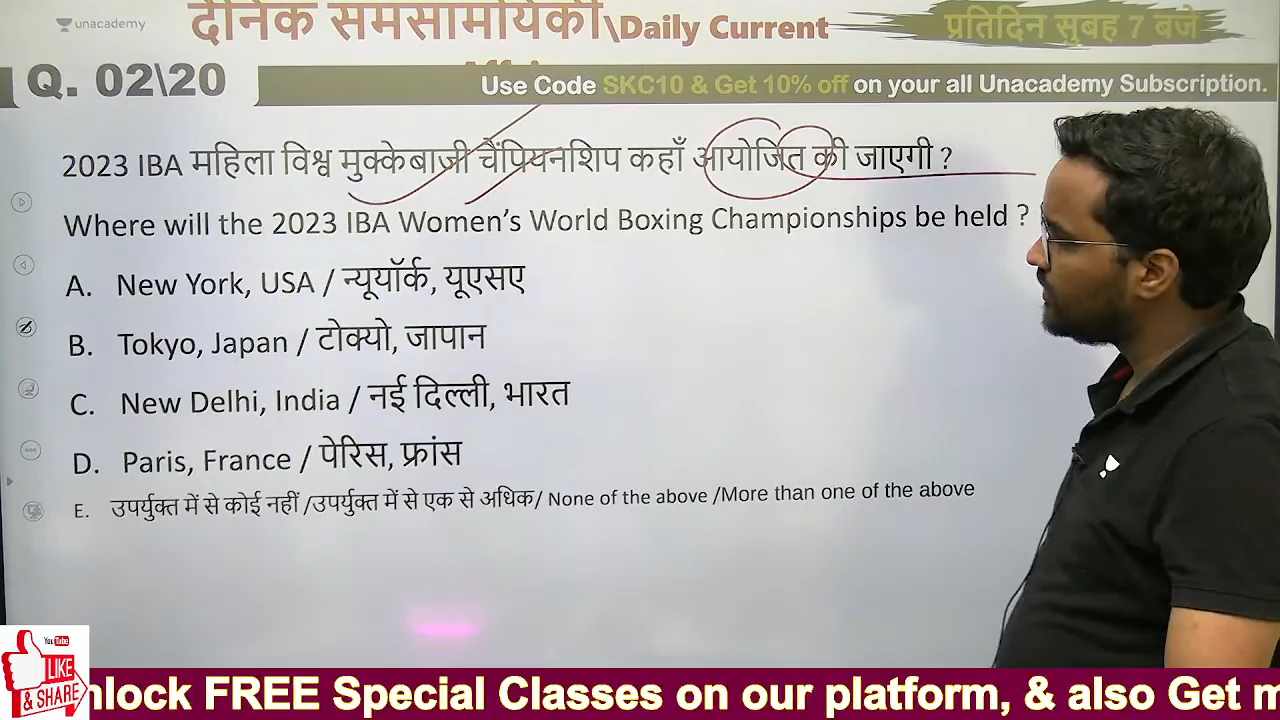 unacademy
दैनिक समसामयिकी\Daily Current
प्रतिदिन सुबह 7 बजे
Q. 02\20
Use Code SKC10 & Get 10% off on your all Unacademy Subscription.
2023 IBA महिला विश्व मुक्केबाजी चैंपियनशिप कहाँ आयोजित की जाएगी ?
Where will the 2023 IBA Women’s World Boxing Championships be held ?
A. New York, USA / न्यूयॉर्क, यूएसए
B. Tokyo, Japan / टोक्यो, जापान
C. New Delhi, India / नई दिल्ली, भारत
D. Paris, France / पेरिस, फ्रांस
E. उपर्युक्त में से कोई नहीं /उपर्युक्त में से एक से अधिक/ None of the above /More than one of the above
You Tube
LIKE
& SHARE
nlock FREE Special Classes on our platform, & also Get m